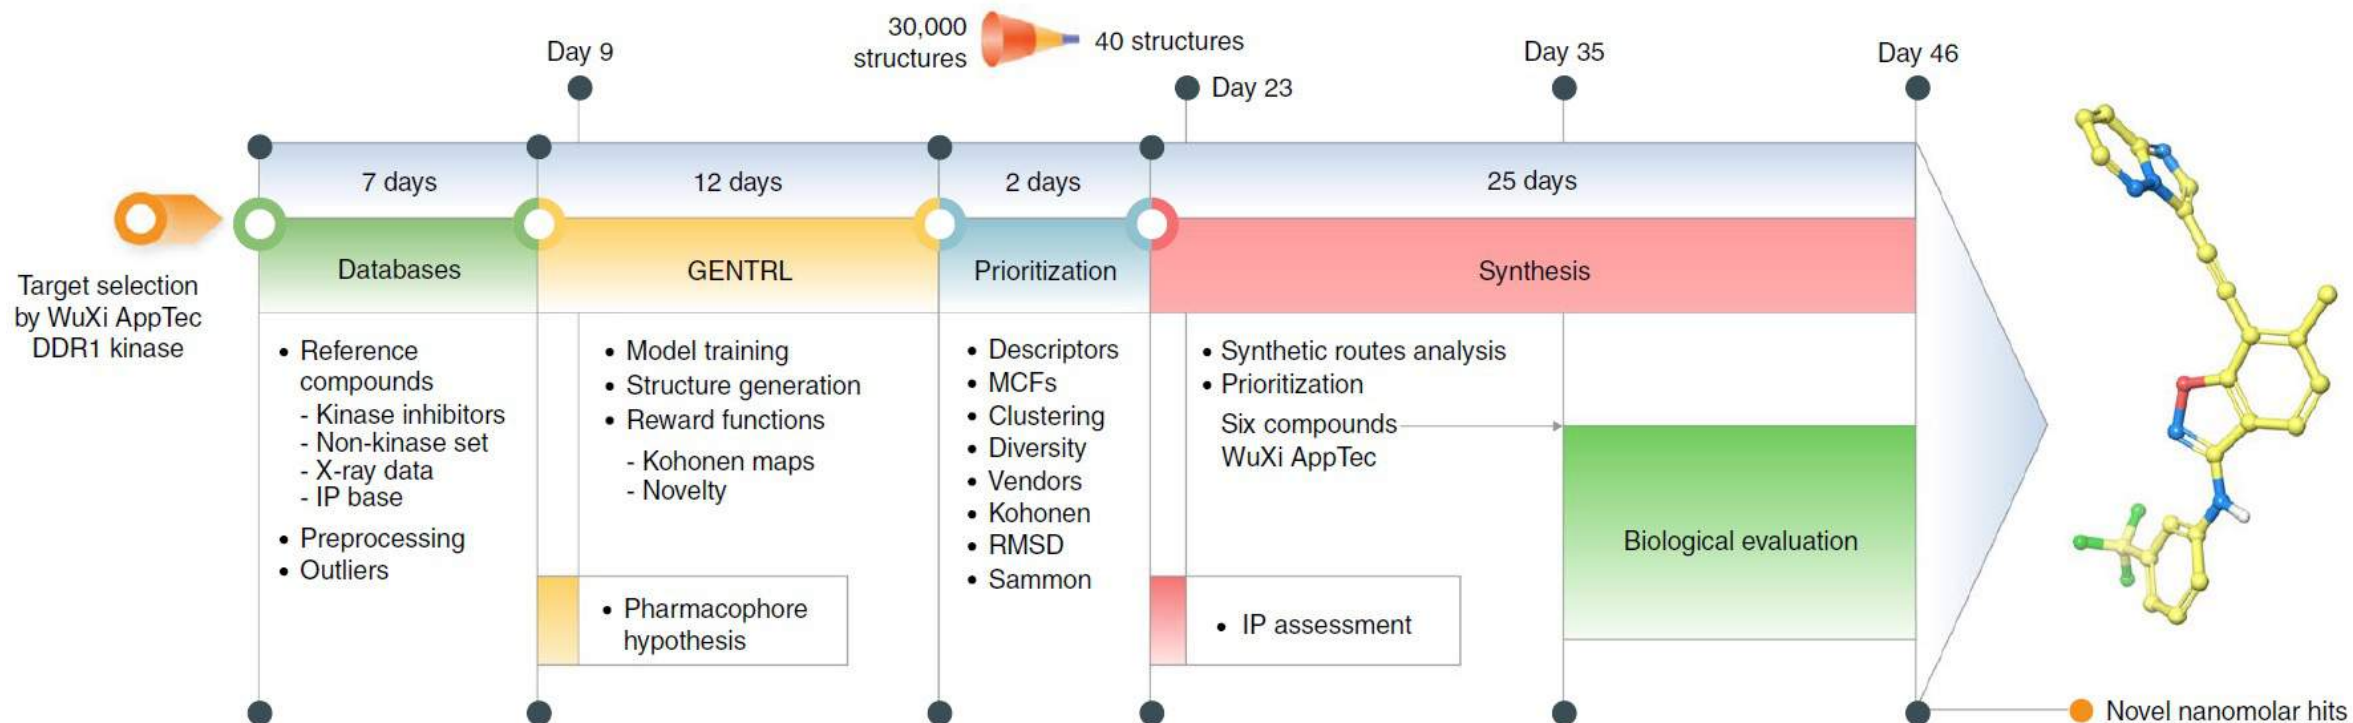 30,000
structures
40 structures
Day 9
Day 23
Day 35
Day 46
7 days
12 days
2 days
25 days
Target selection
by WuXi AppTec
DDR1 kinase
Databases
GENTRL
Prioritization
Synthesis
• Reference
compounds
- Kinase inhibitors
- Non-kinase set
- X-ray data
- IP base
• Preprocessing
• Outliers
• Model training
• Structure generation
• Reward functions
- Kohonen maps
- Novelty
• Pharmacophore
hypothesis
• Descriptors
• MCFs
• Clustering
• Diversity
• Vendors
• Kohonen
• RMSD
• Sammon
• Synthetic routes analysis
• Prioritization
Six compounds
WuXi AppTec
• IP assessment
Biological evaluation
Novel nanomolar hits